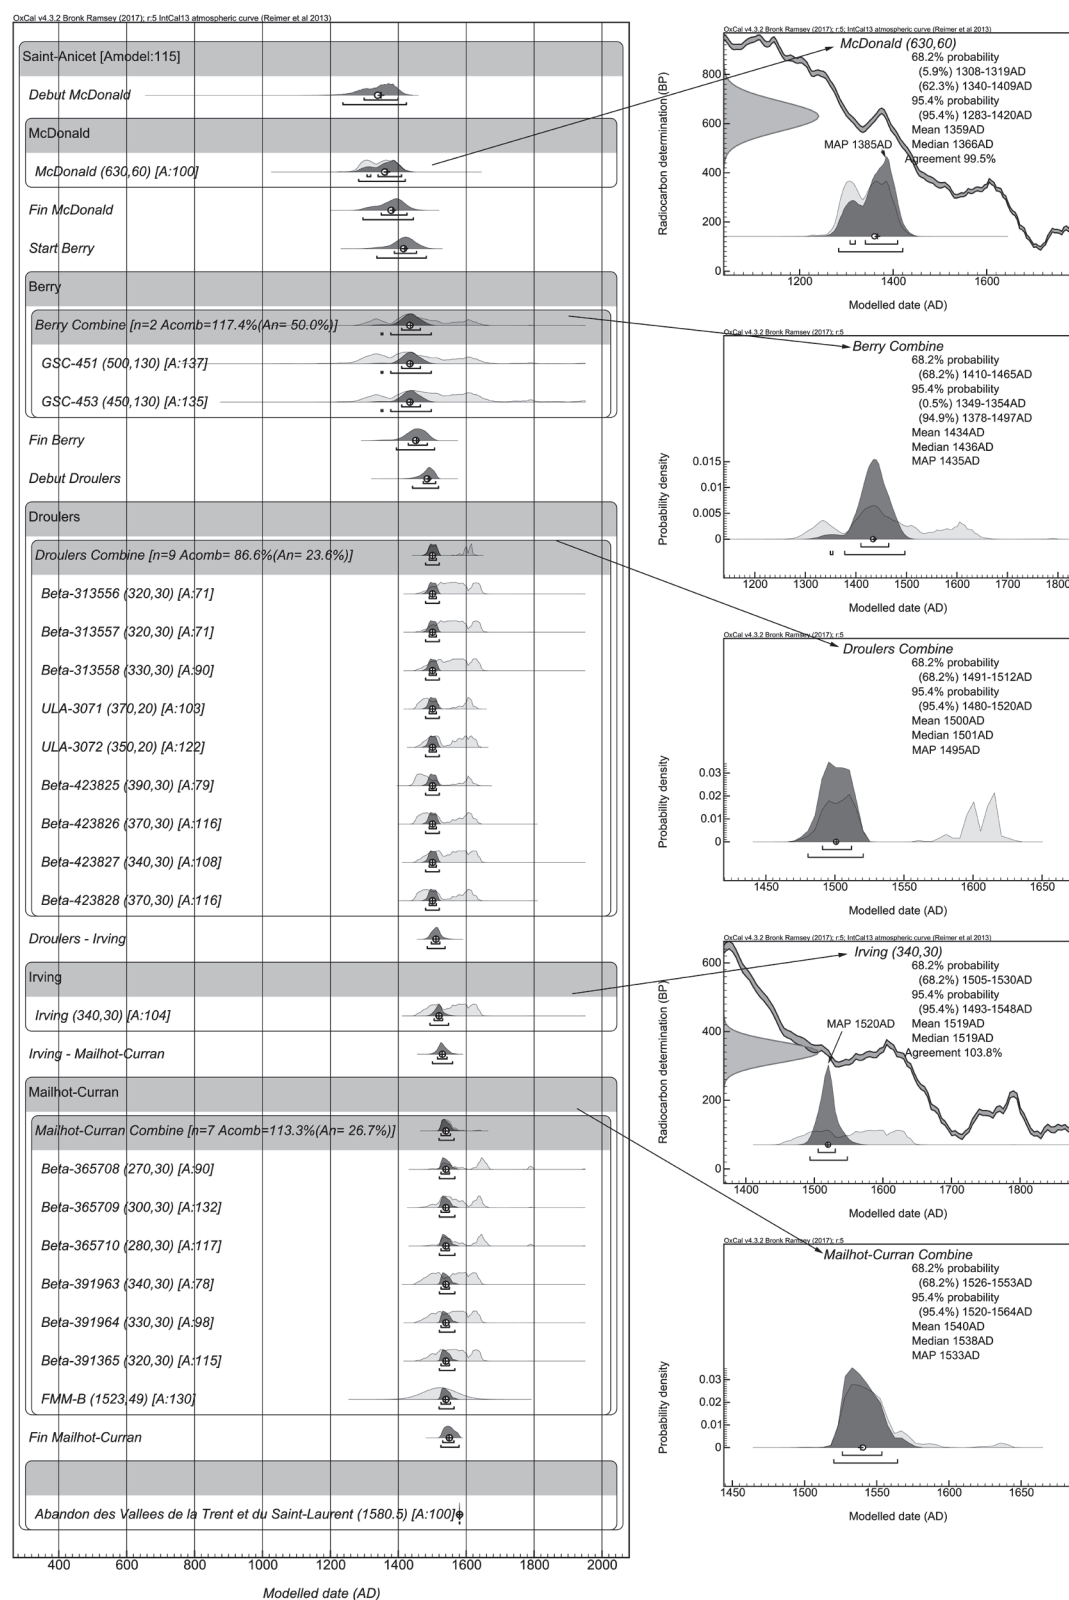 OxCal v4.3.2 Bronk Ramsey (2017); r:5 IntCal13 atmospheric curve (Reimer et al 2013)
Saint-Anicet [Amodel:115]
Debut McDonald
McDonald
McDonald (630,60) [A:100]
Fin McDonald
Start Berry
Berry
Berry Combine [n=2 Acomb=117.4%(An= 50.0%)]
GSC-451 (500,130) [A:137]
GSC-453 (450,130) [A:135]
Fin Berry
Debut Droulers
Droulers
Droulers Combine [n=9 Acomb= 86.6%(An= 23.6%)]
Beta-313556 (320,30) [A:71]
Beta-313557 (320,30) [A:71]
Beta-313558 (330,30) [A:90]
ULA-3071 (370,20) [A:103]
ULA-3072 (350,20) [A:122]
Beta-423825 (390,30) [A:79]
Beta-423826 (370,30) [A:116]
Beta-423827 (340,30) [A:108]
Beta-423828 (370,30) [A:116]
Droulers - Irving
Irving
Irving (340,30) [A:104]
Irving - Mailhot-Curran
Mailhot-Curran
Mailhot-Curran Combine [n=7 Acomb=113.3%(An= 26.7%)]
Beta-365708 (270,30) [A:90]
Beta-365709 (300,30) [A:132]
Beta-365710 (280,30) [A:117]
Beta-391963 (340,30) [A:78]
Beta-391964 (330,30) [A:98]
Beta-391365 (320,30) [A:115]
FMM-B (1523,49) [A:130]
Fin Mailhot-Curran
Abandon des Vallees de la Trent et du Saint-Laurent (1580.5) [A:100]
400 600 800 1000 1200 1400 1600 1800 2000
Modelled date (AD)
OxCal v4.3.2 Bronk Ramsey (2017); r:5 IntCal13 atmospheric curve (Reimer et al 2013)
McDonald (630,60)
68.2% probability
(5.9%) 1308-1319AD
(62.3%) 1340-1409AD
95.4% probability
(95.4%) 1283-1420AD
Mean 1359AD
Median 1366AD
Agreement 99.5%
MAP 1385AD
Radiocarbon determination (BP)
800
600
400
200
0
1200 1400 1600
Modelled date (AD)
OxCal v4.3.2 Bronk Ramsey (2017); r:5
Berry Combine
68.2% probability
(68.2%) 1410-1465AD
95.4% probability
(0.5%) 1349-1354AD
(94.9%) 1378-1497AD
Mean 1434AD
Median 1436AD
MAP 1435AD
Probability density
0.015
0.01
0.005
0
1200 1300 1400 1500 1600 1700 1800
Modelled date (AD)
OxCal v4.3.2 Bronk Ramsey (2017); r:5
Droulers Combine
68.2% probability
(68.2%) 1491-1512AD
95.4% probability
(95.4%) 1480-1520AD
Mean 1500AD
Median 1501AD
MAP 1495AD
Probability density
0.03
0.02
0.01
0
1450 1500 1550 1600 1650
Modelled date (AD)
OxCal v4.3.2 Bronk Ramsey (2017); r:5 IntCal13 atmospheric curve (Reimer et al 2013)
Irving (340,30)
68.2% probability
(68.2%) 1505-1530AD
95.4% probability
(95.4%) 1493-1548AD
Mean 1519AD
Median 1519AD
Agreement 103.8%
MAP 1520AD
Radiocarbon determination (BP)
600
400
200
0
1400 1500 1600 1700 1800
Modelled date (AD)
OxCal v4.3.2 Bronk Ramsey (2017); r:5
Mailhot-Curran Combine
68.2% probability
(68.2%) 1526-1553AD
95.4% probability
(95.4%) 1520-1564AD
Mean 1540AD
Median 1538AD
MAP 1533AD
Probability density
0.03
0.02
0.01
0
1450 1500 1550 1600 1650
Modelled date (AD)